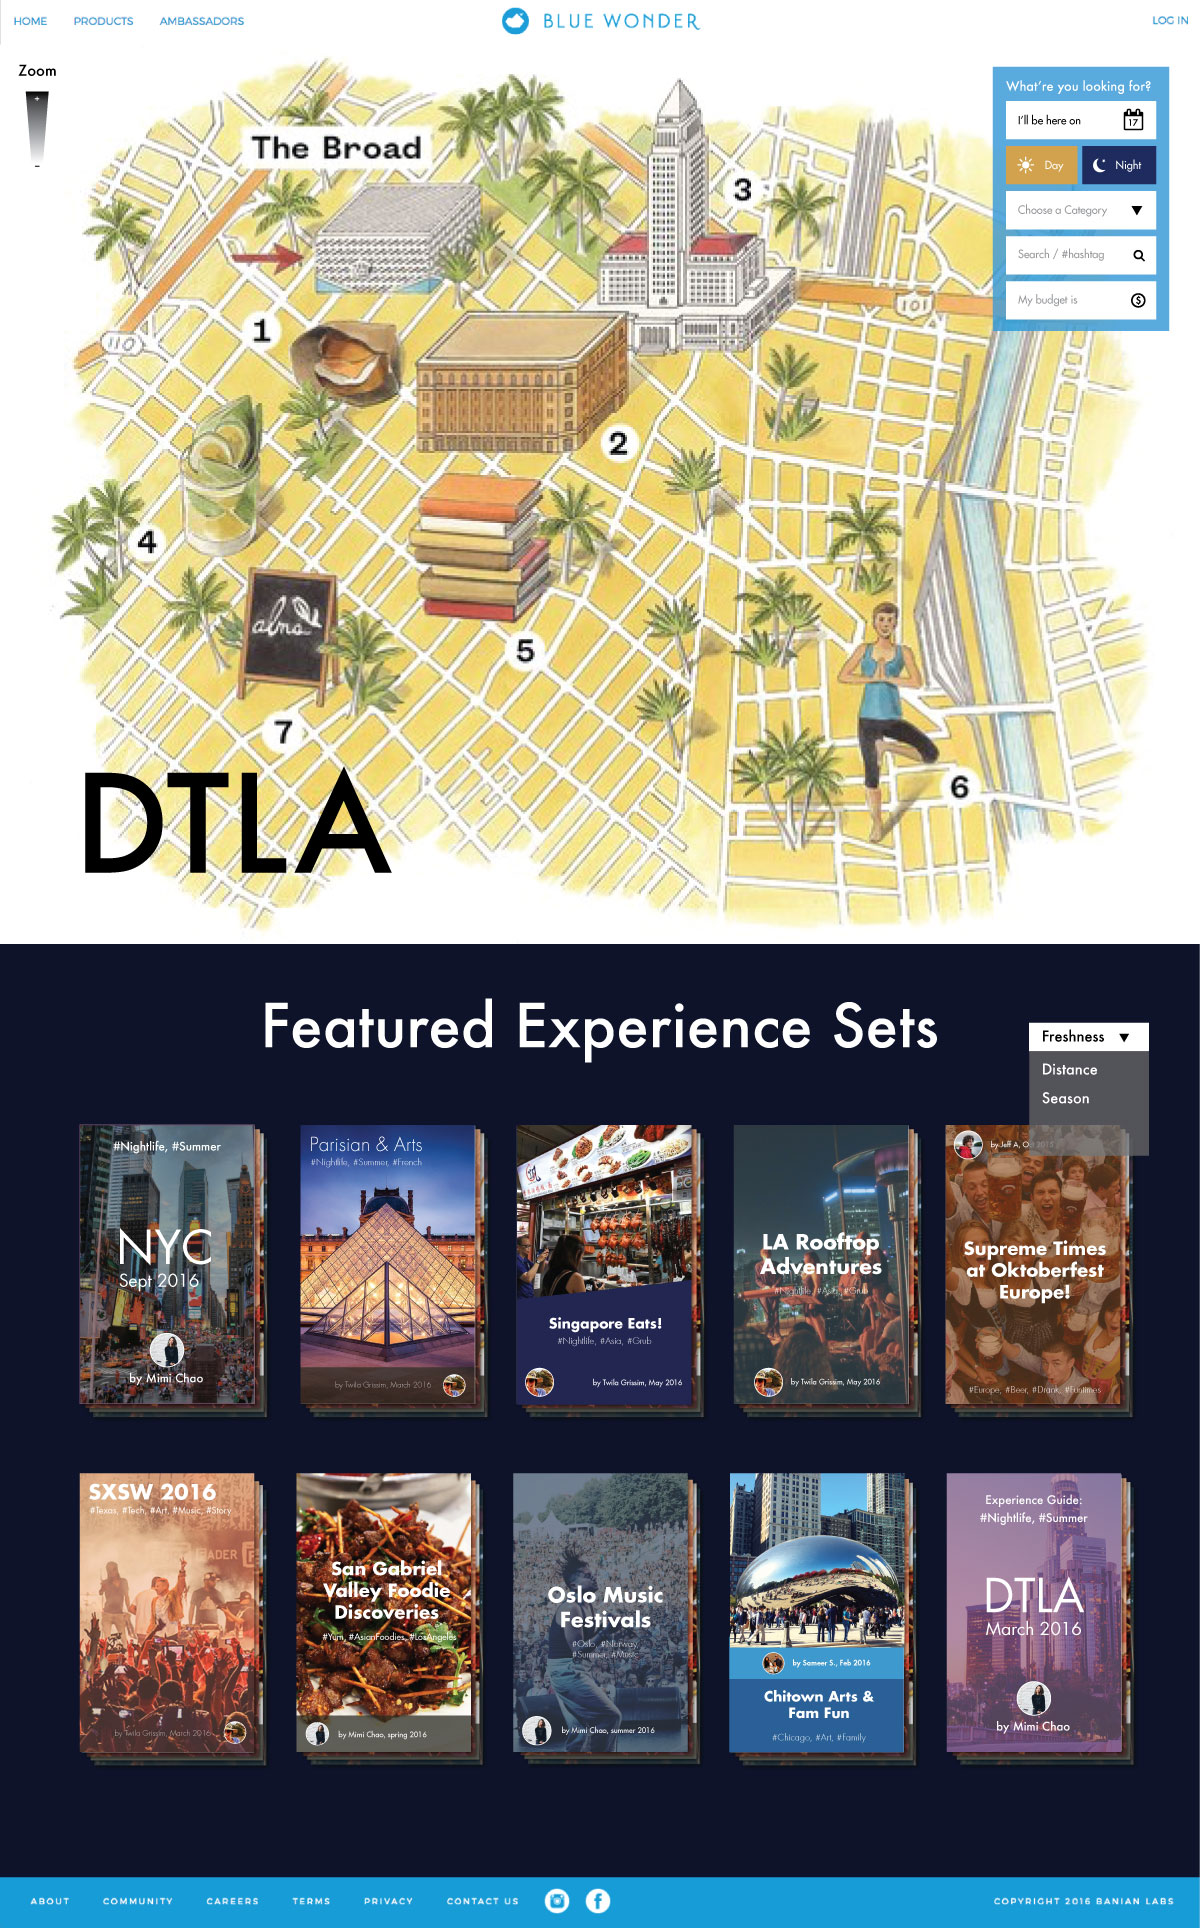 HOME PRODUCTS AMBASSADORS BLUE WONDER LOG IN
Zoom
+
-
What're you looking for?
I'll be here on 17
Day Night
Choose a Category
Search / #hashtag
My budget is $
The Broad
3
101
1
110
2
4
alma
5
7
6
DTLA
Featured Experience Sets
Freshness
Distance
Season
#Nightlife, #Summer
NYC
Sept 2016
by Mimi Chao
Parisian & Arts
#Nightlife, #Summer, #French
by Twila Grissim, March 2016
Singapore Eats!
#Nightlife, #Asia, #Grub
by Twila Grissim, May 2016
LA Rooftop
Adventures
#Nightlife, #Asia, #Grub
by Twila Grissim, May 2016
by Jeff A, O. 2015
Supreme Times
at Oktoberfest
Europe!
#Europe, #Beer, #Drank, #Funtimes
SXSW 2016
#Texas, #Tech, #Art, #Music, #Story
FADER
by Twila Grissim, March 2016
San Gabriel
Valley Foodie
Discoveries
#Yum, #AsianFoodies, #LosAngeles
by Mimi Chao, spring 2016
Oslo Music
Festivals
#Oslo, #Norway,
#Summer, #Music
by Mimi Chao, summer 2016
by Sameer S., Feb 2016
Chitown Arts &
Fam Fun
#Chicago, #Art, #Family
Experience Guide:
#Nightlife, #Summer
DTLA
March 2016
by Mimi Chao
ABOUT COMMUNITY CAREERS TERMS PRIVACY CONTACT US f COPYRIGHT 2016 BANIAN LABS